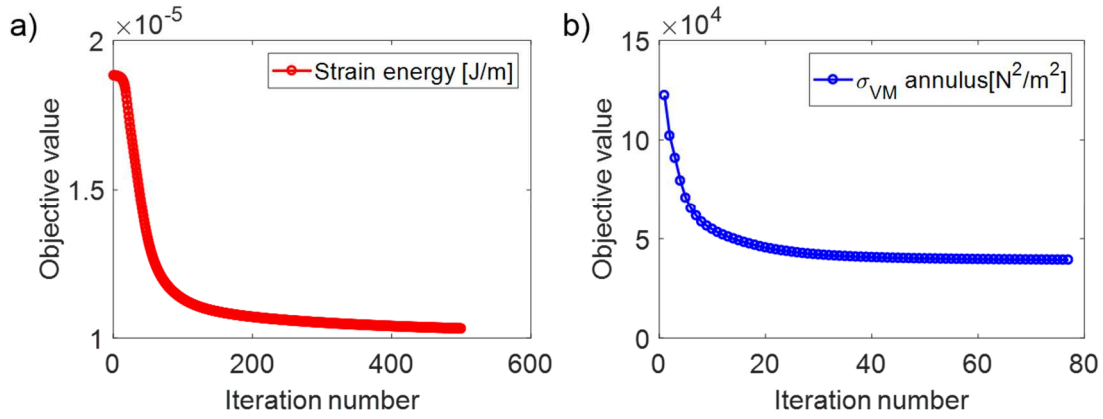 a)
×10⁻⁵
2
1.5
1
Objective value
Strain energy [J/m]
0
200
400
600
Iteration number
b)
×10⁴
15
10
5
0
Objective value
σ_VM annulus[N²/m²]
0
20
40
60
80
Iteration number